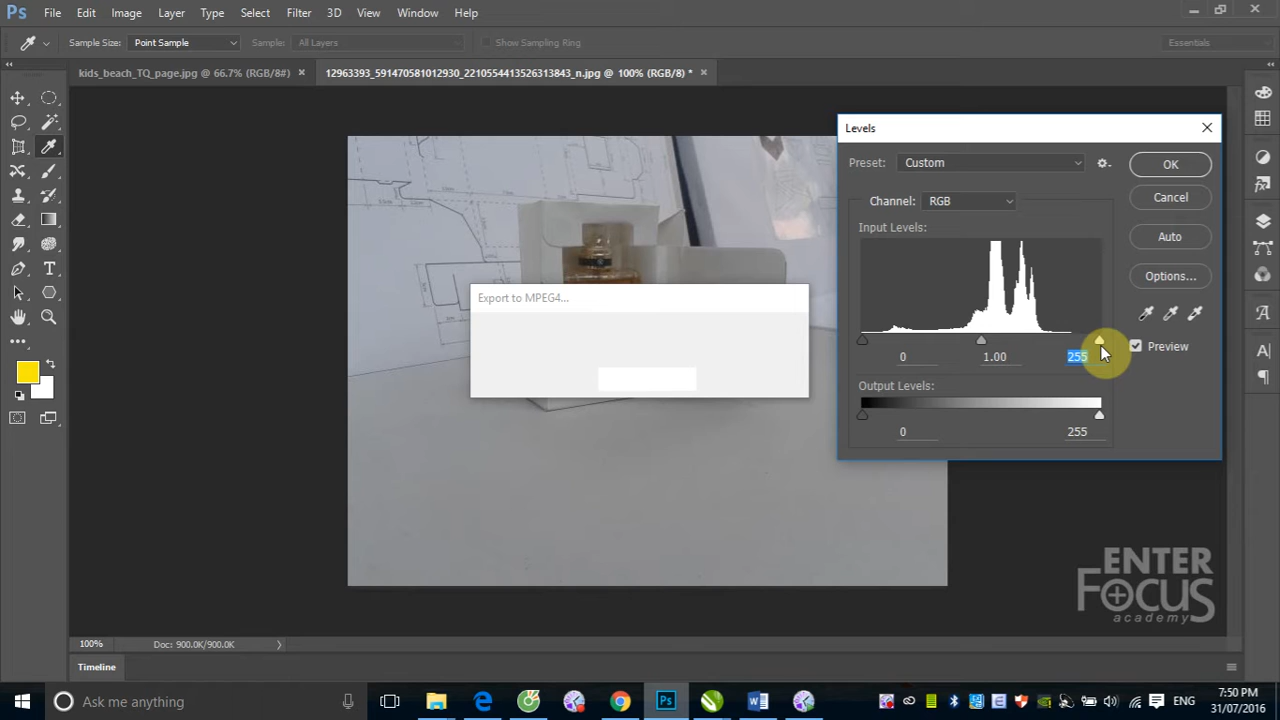 Ps File Edit Image Layer Type Select Filter 3D View Window Help
Sample Size: Point Sample Sample: All Layers Show Sampling Ring Essentials
kids_beach_TQ_page.jpg @ 66.7% (RGB/8#) × 12963393_591470581012930_2210554413526313843_n.jpg @ 100% (RGB/8) * ×
Levels
Preset: Custom OK
Cancel
Channel: RGB
Input Levels:
Auto
Options...
0 1.00 255
Preview
Output Levels:
0 255
Export to MPEG4...
ENTER
FOCUS
academy
100% Doc: 900.0K/900.0K
Timeline
Ask me anything
ENG
7:50 PM
31/07/2016